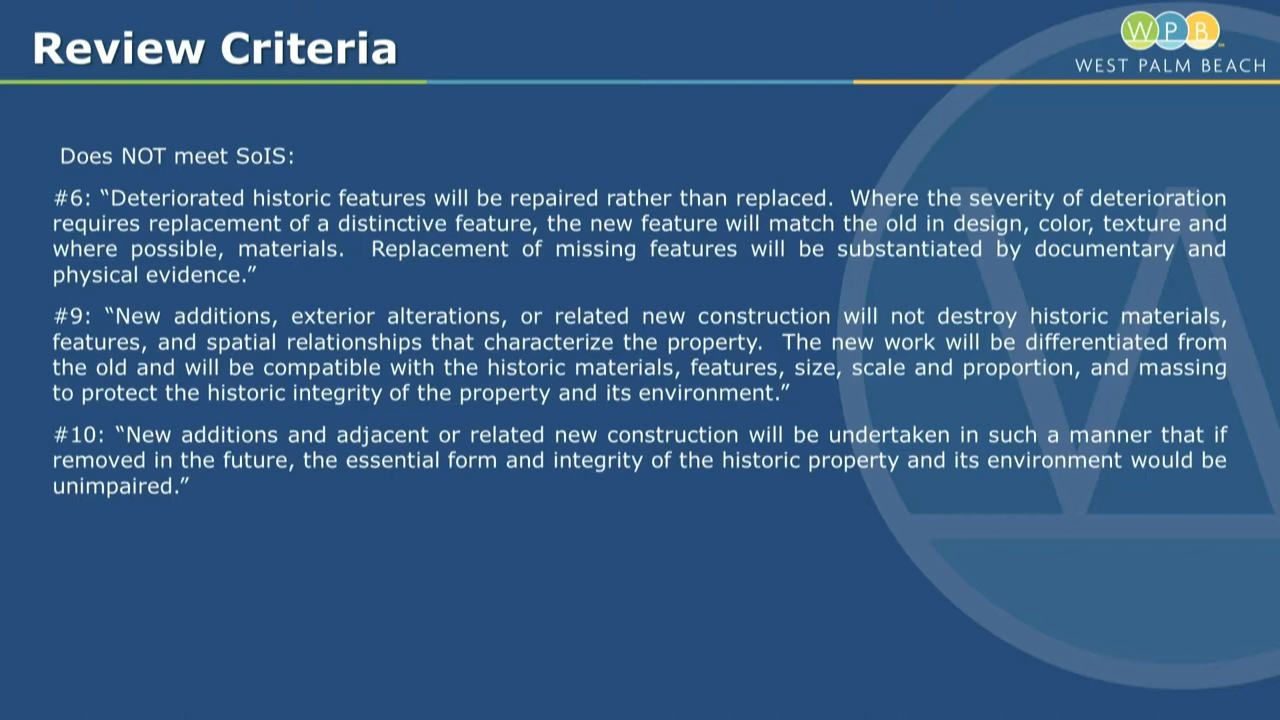 Review Criteria
WPB
WEST PALM BEACH
Does NOT meet SoIS:
#6: “Deteriorated historic features will be repaired rather than replaced. Where the severity of deterioration
requires replacement of a distinctive feature, the new feature will match the old in design, color, texture and
where possible, materials. Replacement of missing features will be substantiated by documentary and
physical evidence.”
#9: “New additions, exterior alterations, or related new construction will not destroy historic materials,
features, and spatial relationships that characterize the property. The new work will be differentiated from
the old and will be compatible with the historic materials, features, size, scale and proportion, and massing
to protect the historic integrity of the property and its environment.”
#10: “New additions and adjacent or related new construction will be undertaken in such a manner that if
removed in the future, the essential form and integrity of the historic property and its environment would be
unimpaired.”